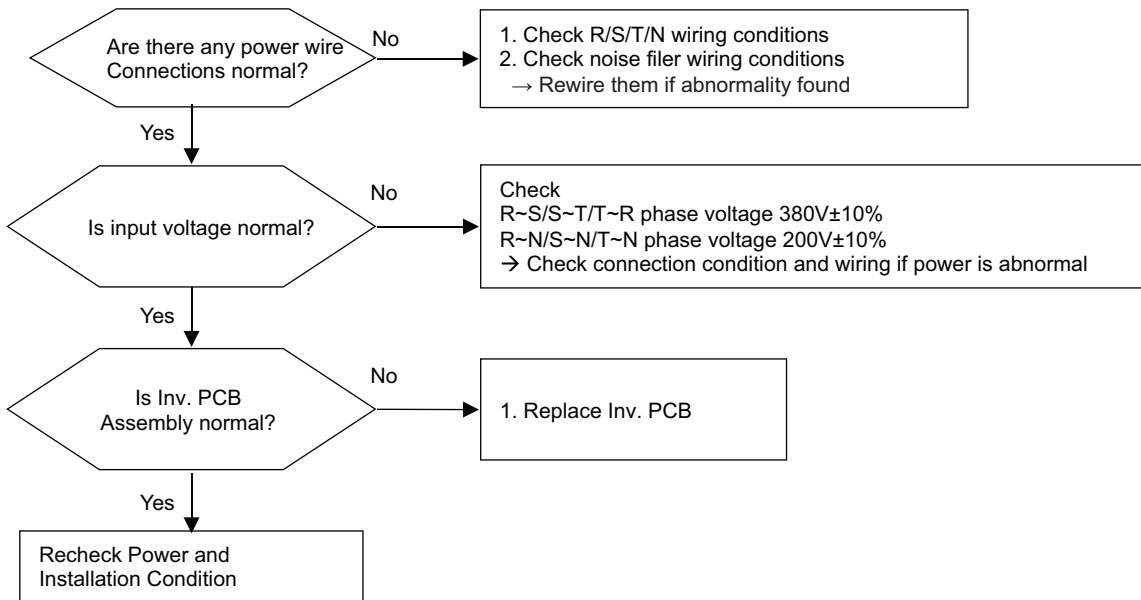 Are there any power wire
Connections normal?
No
1. Check R/S/T/N wiring conditions
2. Check noise filer wiring conditions
→ Rewire them if abnormality found
Yes
Is input voltage normal?
No
Check
R~S/S~T/T~R phase voltage 380V±10%
R~N/S~N/T~N phase voltage 200V±10%
→ Check connection condition and wiring if power is abnormal
Yes
Is Inv. PCB
Assembly normal?
No
1. Replace Inv. PCB
Yes
Recheck Power and
Installation Condition